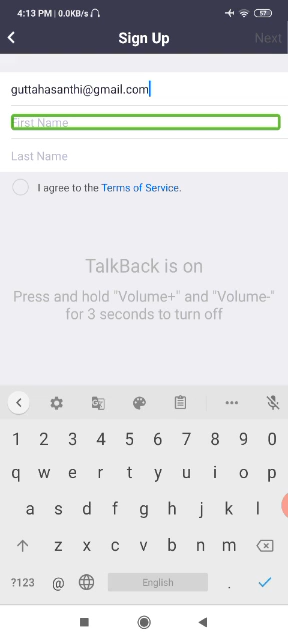 4:13 PM | 0.0KB/s
57
Sign Up
Next
guttahasanthi@gmail.com
First Name
Last Name
I agree to the Terms of Service.
TalkBack is on
Press and hold "Volume+" and "Volume-"
for 3 seconds to turn off
1 2 3 4 5 6 7 8 9 0
q w e r t y u i o p
a s d f g h j k l
z x c v b n m
?123 @ English .